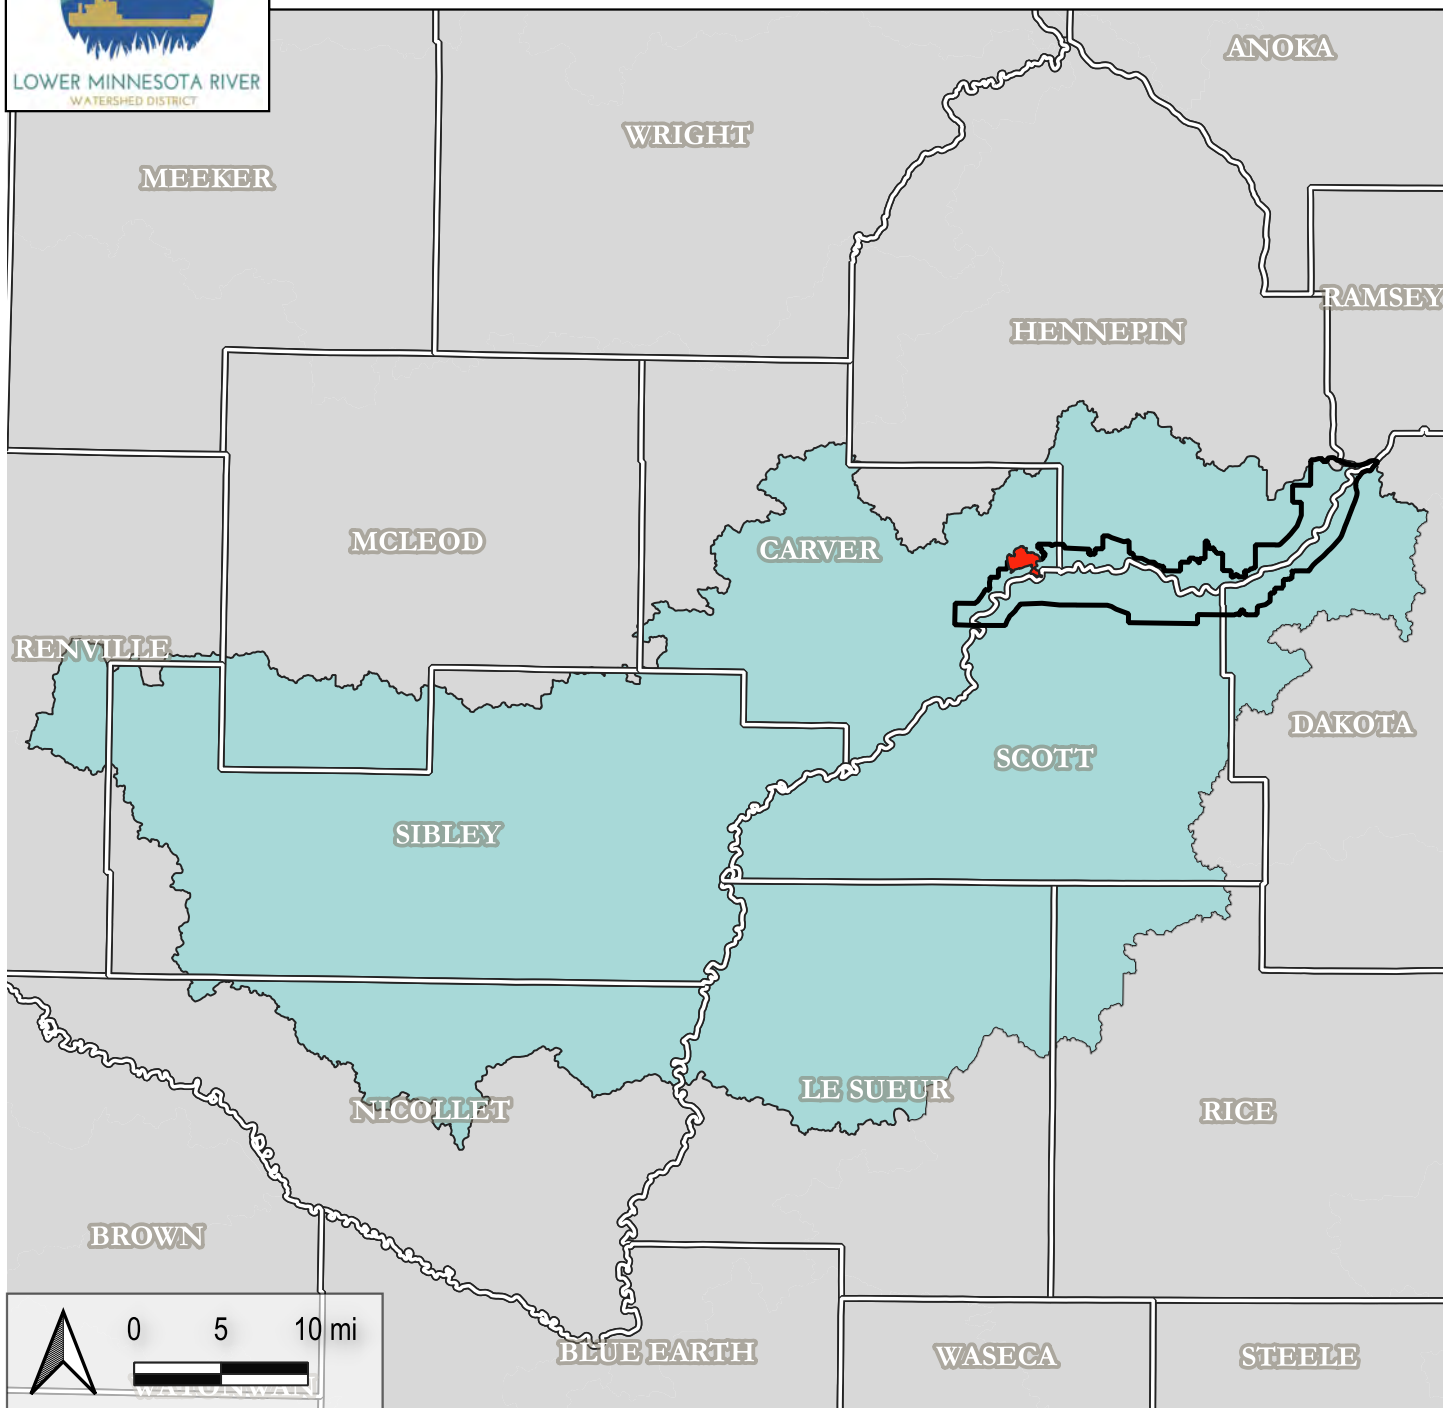 LOWER MINNESOTA RIVER
WATERSHED DISTRICT
ANOKA
WRIGHT
MEEKER
RAMSEY
HENNEPIN
MCLEOD
CARVER
RENVILLE
DAKOTA
SCOTT
SIBLEY
LE SUEUR
NICOLLET
RICE
BROWN
0 5 10 mi
BLUE EARTH
WASECA
STEELE
WATONWAN